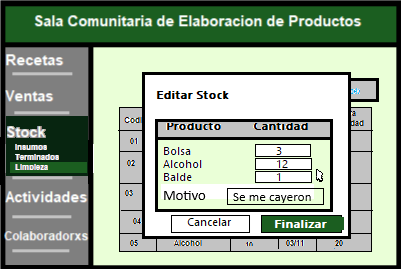 Sala Comunitaria de Elaboracion de Productos
Recetas
Ventas
Stock
Insumos
Terminados
Limpieza
Actividades
Colaboradorxs
Editar Stock
Producto Cantidad
Bolsa 3
Alcohol 12
Balde 1
Motivo Se me cayeron
Cancelar Finalizar
01
02
03
04
05 Alcohol 10 03/11 20